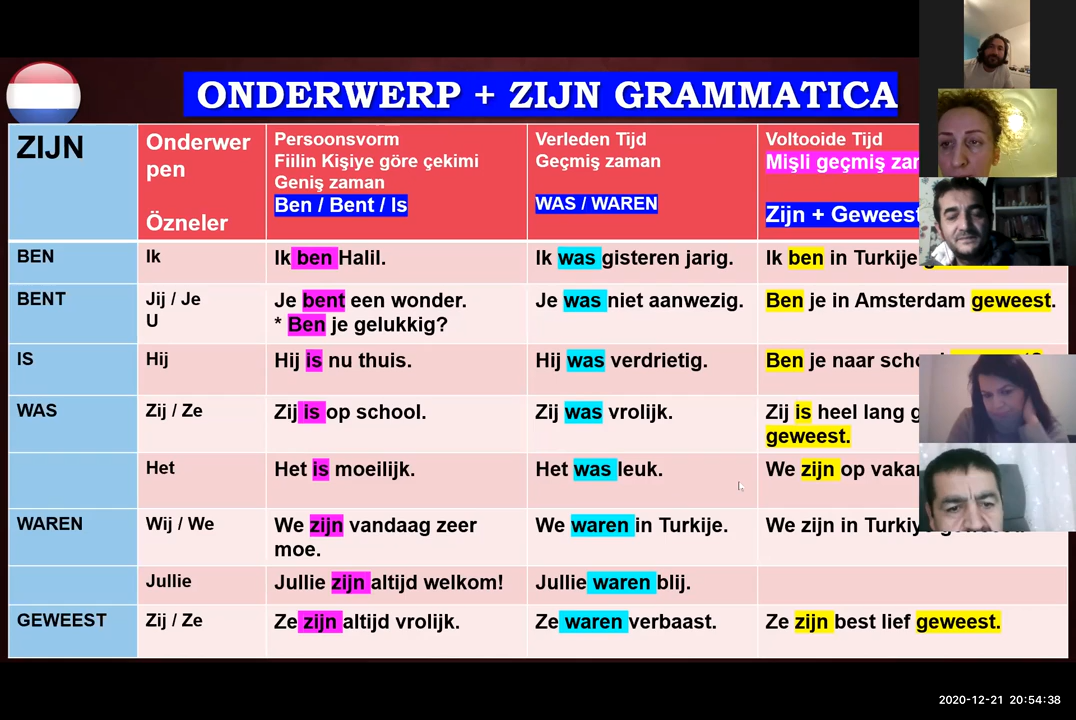 ONDERWERP + ZIJN GRAMMATICA
ZIJN
Onderwer
pen
Özneler
Persoonsvorm
Fiilin Kişiye göre çekimi
Geniş zaman
Ben / Bent / Is
Verleden Tijd
Geçmiş zaman
WAS / WAREN
Voltooide Tijd
Mişli geçmiş
Zijn + Geweest
BEN
Ik
Ik ben Halil.
Ik was gisteren jarig.
Ik ben in Turkije
BENT
Jij / Je
U
Je bent een wonder.
* Ben je gelukkig?
Je was niet aanwezig.
Ben je in Amsterdam geweest.
IS
Hij
Hij is nu thuis.
Hij was verdrietig.
Ben je naar
WAS
Zij / Ze
Zij is op school.
Zij was vrolijk.
Zij is heel lang
geweest.
Het
Het is moeilijk.
Het was leuk.
We zijn op
WAREN
Wij / We
We zijn vandaag zeer
moe.
We waren in Turkije.
We zijn in
Jullie
Jullie zijn altijd welkom!
Jullie waren blij.
GEWEEST
Zij / Ze
Ze zijn altijd vrolijk.
Ze waren verbaast.
Ze zijn best lief geweest.
2020-12-21 20:54:38